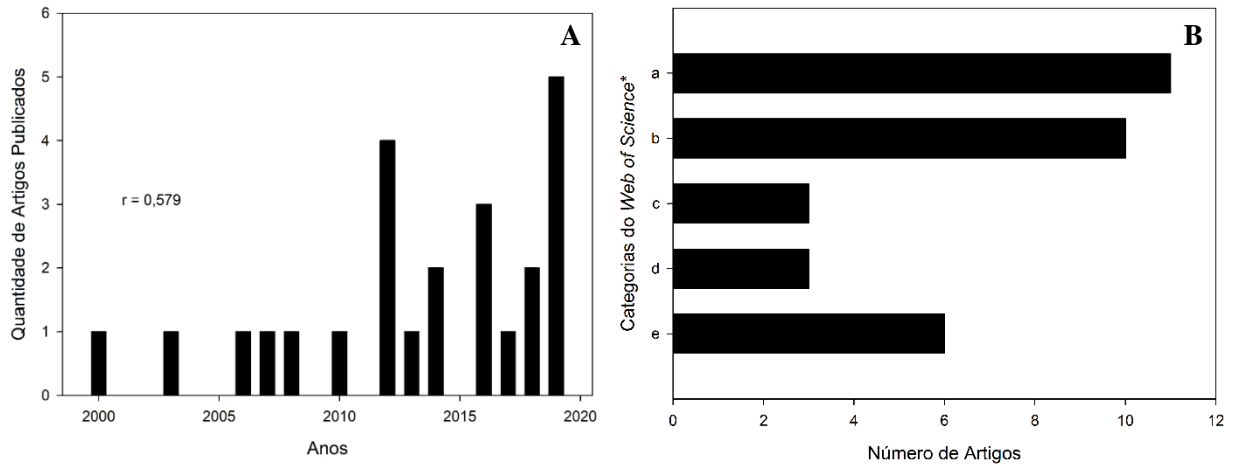 A
Quantidade de Artigos Publicados
6
5
4
3
2
1
0
r = 0,579
2000 2005 2010 2015 2020
Anos
B
Categorias do Web of Science*
a
b
c
d
e
0 2 4 6 8 10 12
Número de Artigos